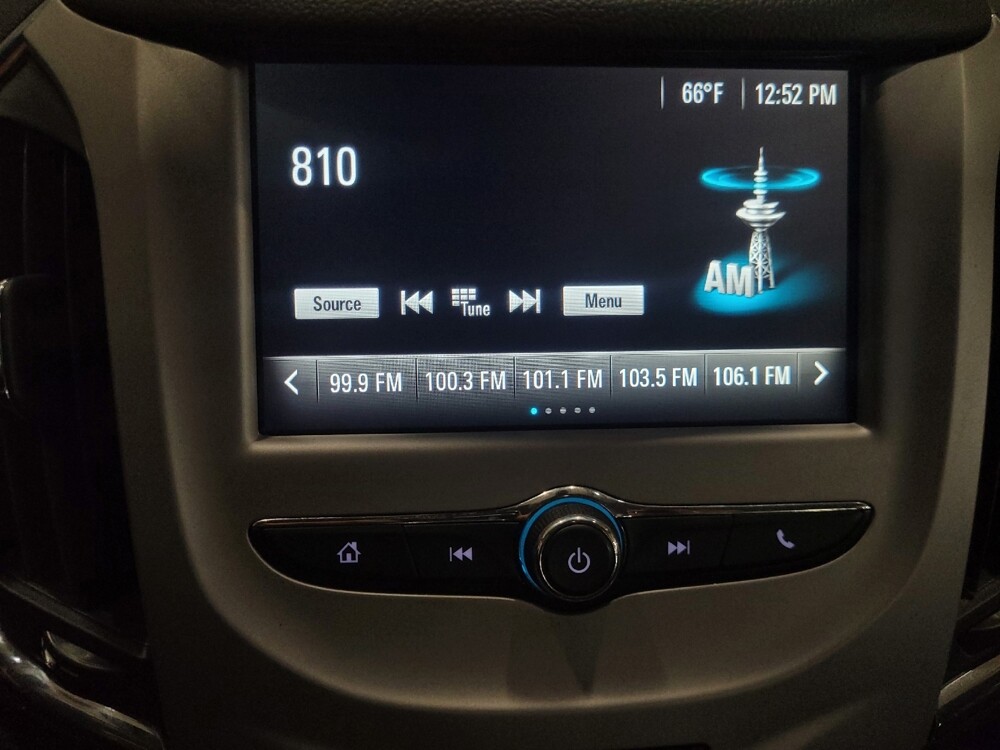 66°F 12:52 PM
810
AM
Source Tune Menu
99.9 FM 100.3 FM 101.1 FM 103.5 FM 106.1 FM